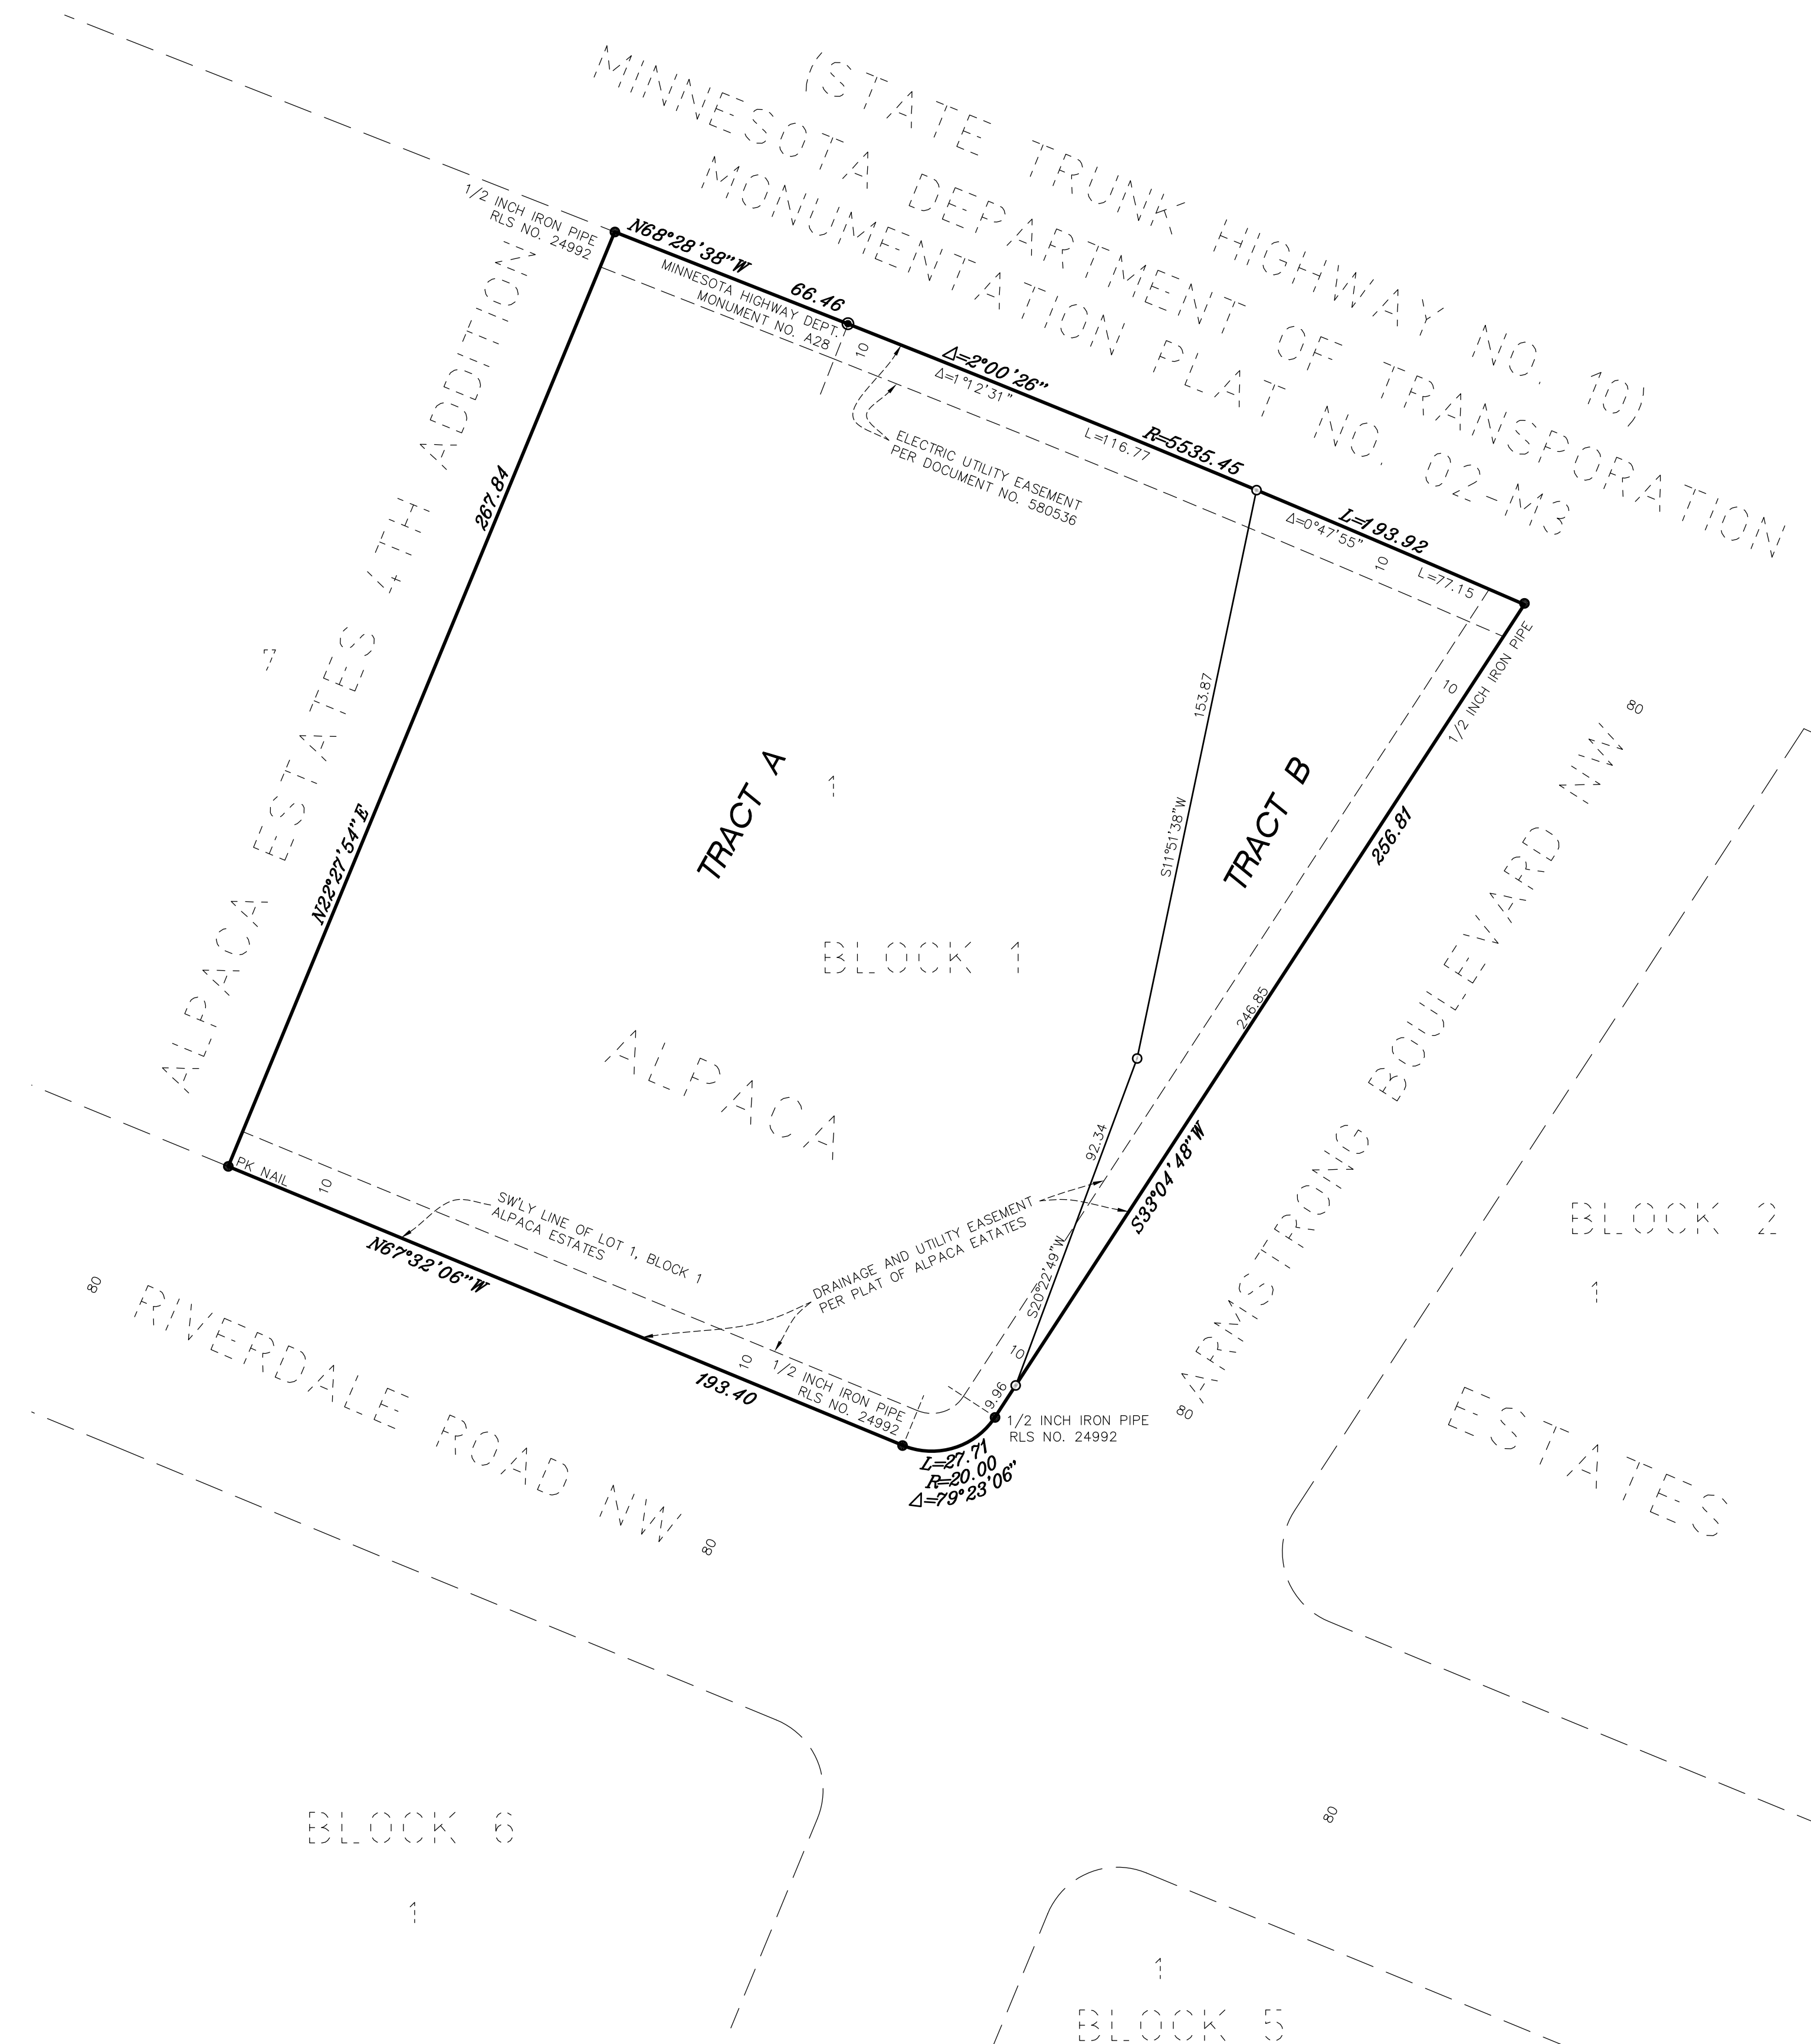 (STATE TRUNK HIGHWAY NO. 10)
MINNESOTA DEPARTMENT OF TRANSPORATION
MONUMENTATION PLAT NO. 02-M3
1/2 INCH IRON PIPE
RLS NO. 24992
N68°28'38"W
66.46
MINNESOTA HIGHWAY DEPT.
MONUMENT NO. A28
10
Δ=2°00'26"
Δ=1°12'31"
L=116.77
R=5535.45
ELECTRIC UTILITY EASEMENT
PER DOCUMENT NO. 580536
L=193.92
Δ=0°47'55"
10
L=77.15
1/2 INCH IRON PIPE
10
80
267.84
N22°27'54"E
ALPACA ESTATES 4TH ADDITION
7
TRACT A
1
TRACT B
153.87
S11°51'38"W
256.81
246.85
ARMSTRONG BOULEVARD NW
BLOCK 1
ALPACA
92.34
S20°22'49"W
S33°04'48"W
PK NAIL
10
SW'LY LINE OF LOT 1, BLOCK 1
ALPACA ESTATES
DRAINAGE AND UTILITY EASEMENT
PER PLAT OF ALPACA EATATES
N67°32'06"W
193.40
10
1/2 INCH IRON PIPE
RLS NO. 24992
10
9.96
1/2 INCH IRON PIPE
RLS NO. 24992
L=27.71
R=20.00
Δ=79°23'06"
80
80
RIVERDALE ROAD NW
80
BLOCK 2
1
ESTATES
80
BLOCK 6
1
1
BLOCK 5